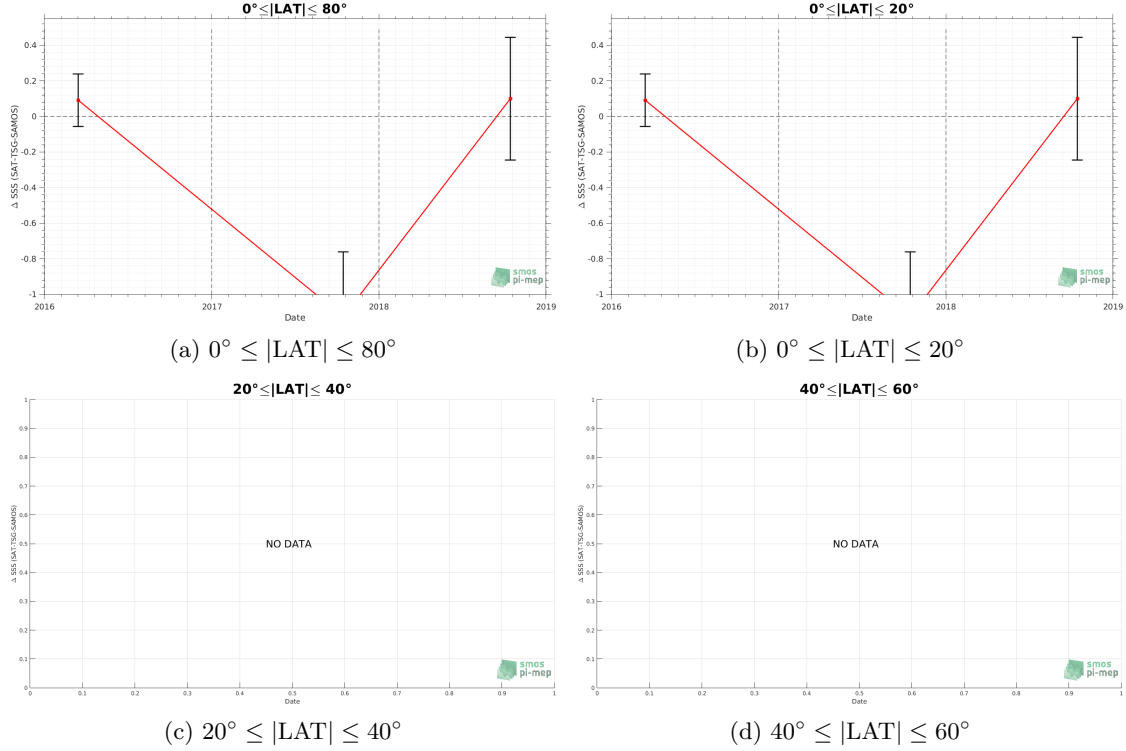 0°≤|LAT|≤ 80°
0.4
0.2
0
-0.2
-0.4
-0.6
-0.8
-1
Δ SSS (SAT-TSG-SAMOS)
2016
2017
2018
2019
Date
smos
pi-mep
(a) 0° ≤ |LAT| ≤ 80°
0°≤|LAT|≤ 20°
0.4
0.2
0
-0.2
-0.4
-0.6
-0.8
-1
Δ SSS (SAT-TSG-SAMOS)
2016
2017
2018
2019
Date
smos
pi-mep
(b) 0° ≤ |LAT| ≤ 20°
20°≤|LAT|≤ 40°
1
0.9
0.8
0.7
0.6
0.5
0.4
0.3
0.2
0.1
0
Δ SSS (SAT-TSG-SAMOS)
NO DATA
0
0.1
0.2
0.3
0.4
0.5
0.6
0.7
0.8
0.9
1
Date
smos
pi-mep
(c) 20° ≤ |LAT| ≤ 40°
40°≤|LAT|≤ 60°
1
0.9
0.8
0.7
0.6
0.5
0.4
0.3
0.2
0.1
0
Δ SSS (SAT-TSG-SAMOS)
NO DATA
0
0.1
0.2
0.3
0.4
0.5
0.6
0.7
0.8
0.9
1
Date
smos
pi-mep
(d) 40° ≤ |LAT| ≤ 60°